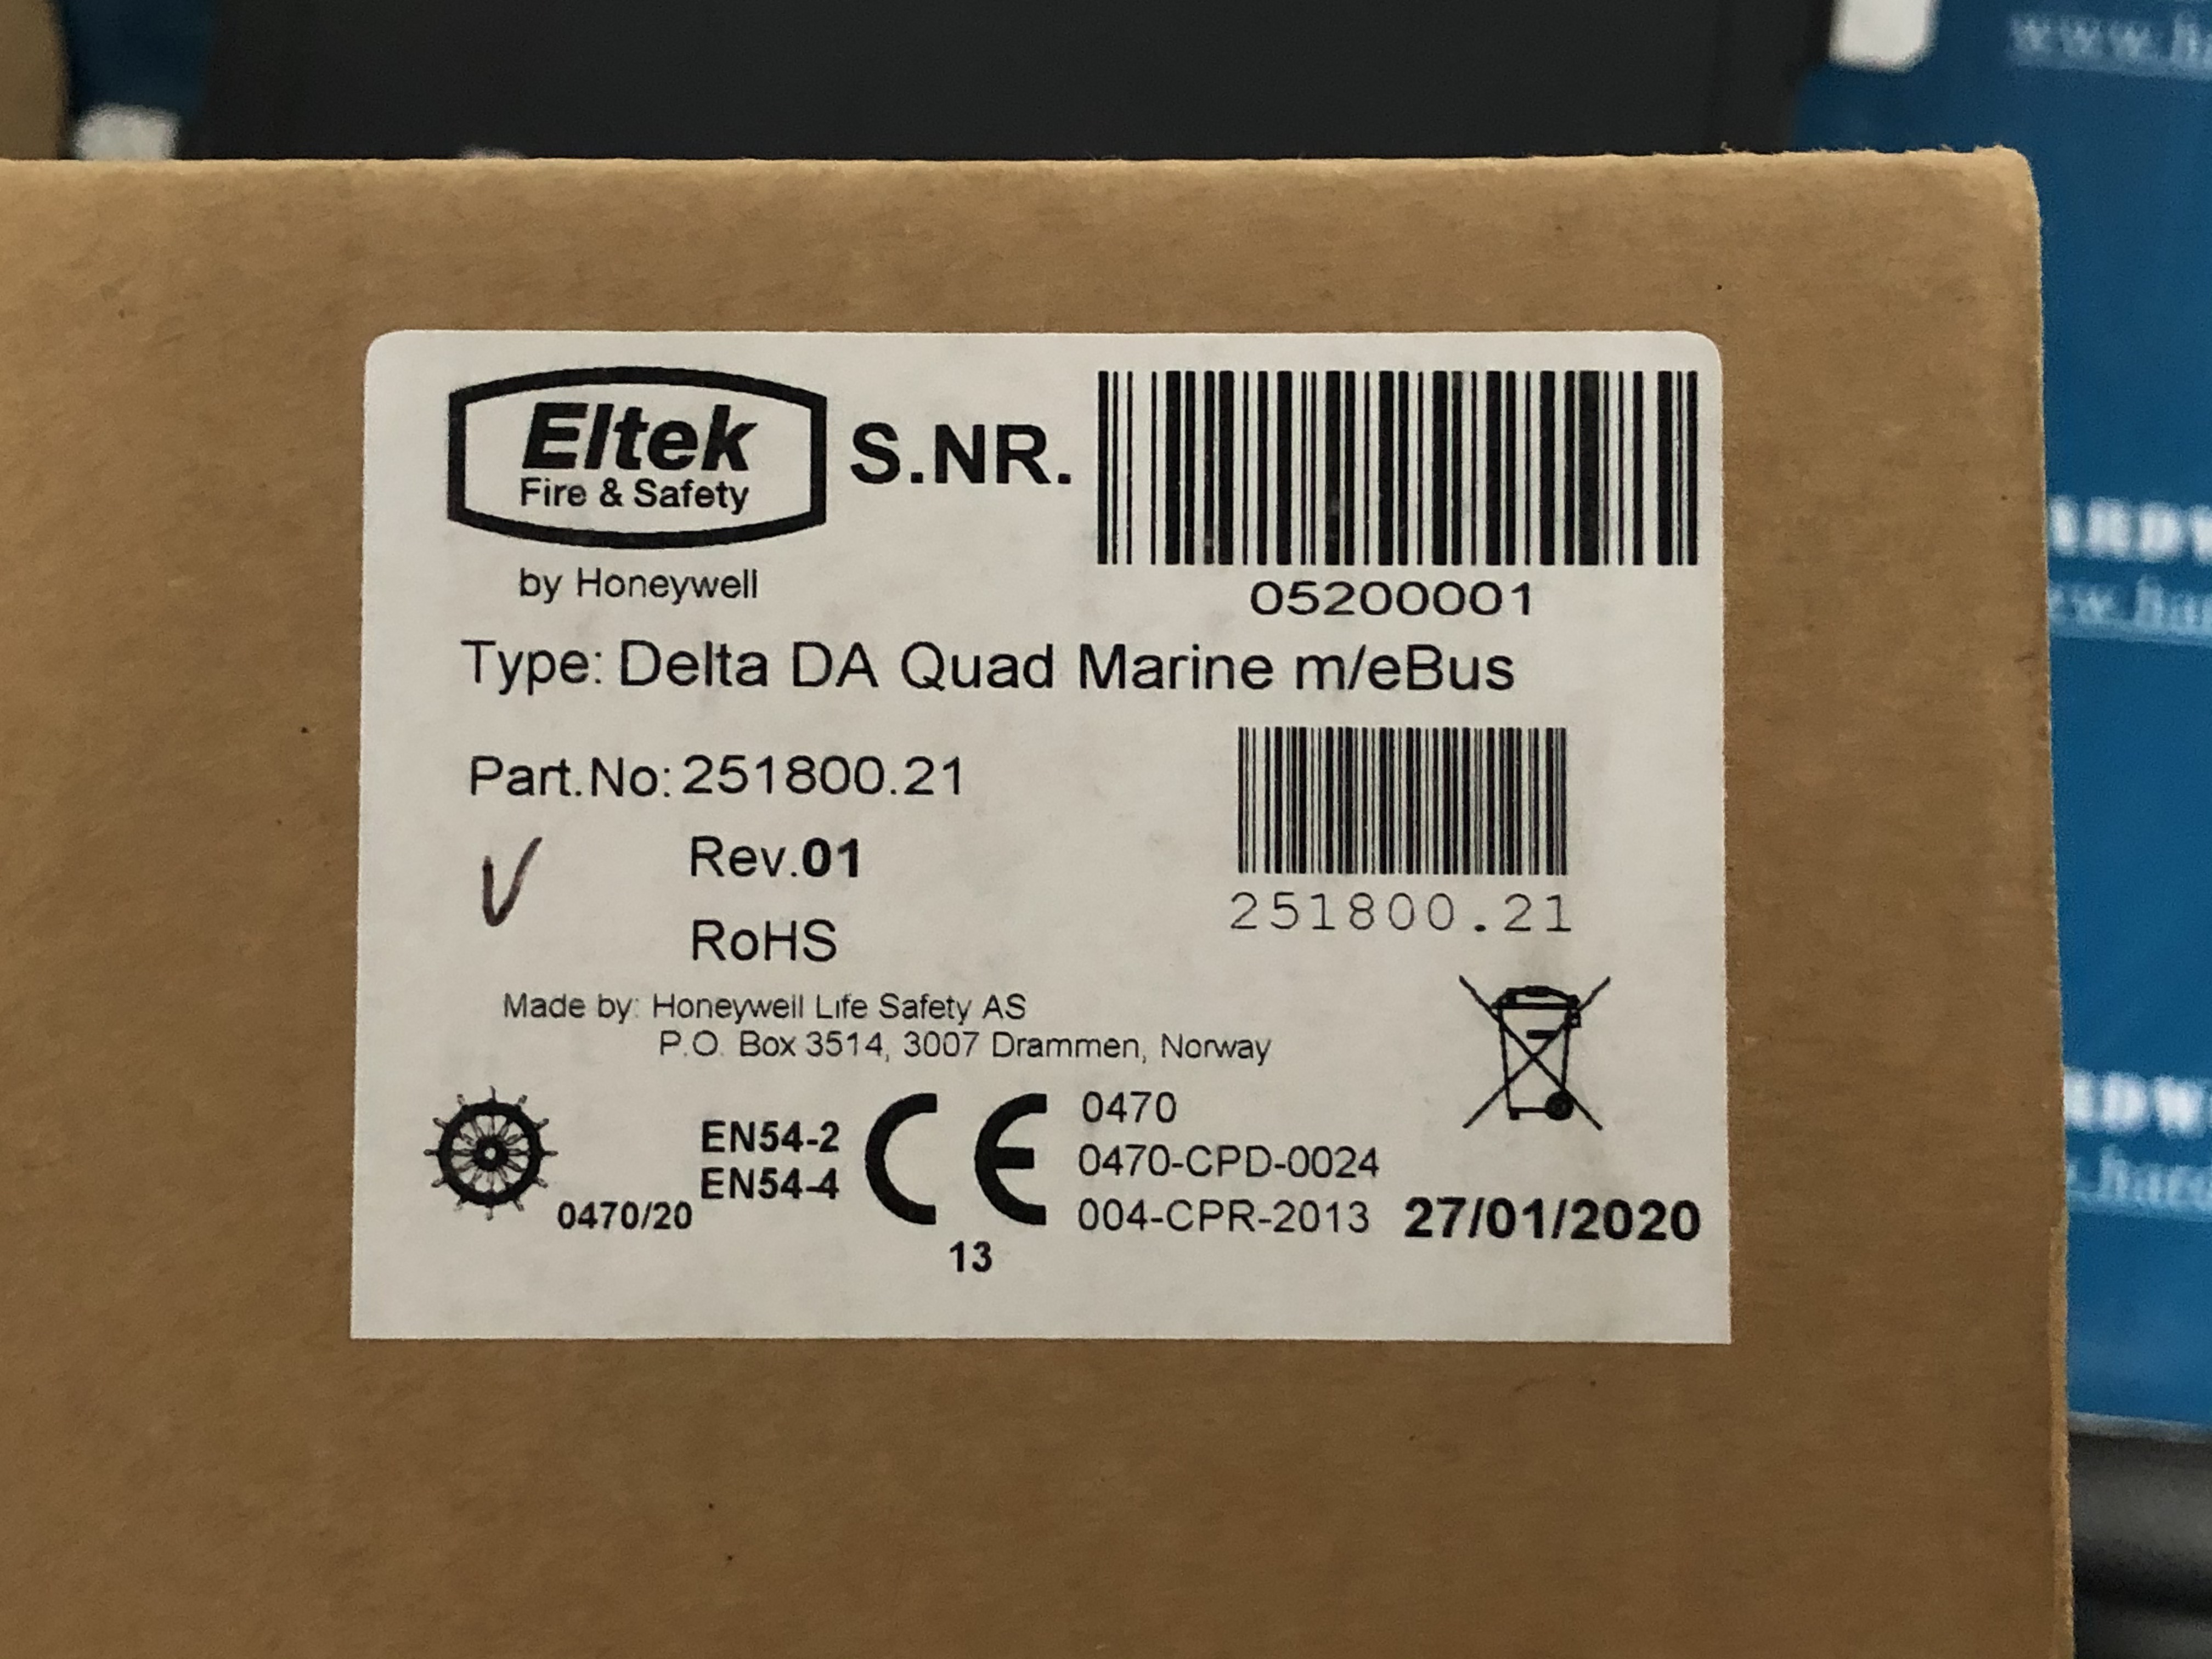 Eltek
Fire & Safety
by Honeywell
S.NR.
05200001
Type: Delta DA Quad Marine m/eBus
Part.No: 251800.21
Rev.01
RoHS
251800.21
Made by: Honeywell Life Safety AS
P.O. Box 3514, 3007 Drammen, Norway
0470/20
EN54-2
EN54-4
CE
13
0470
0470-CPD-0024
004-CPR-2013
27/01/2020